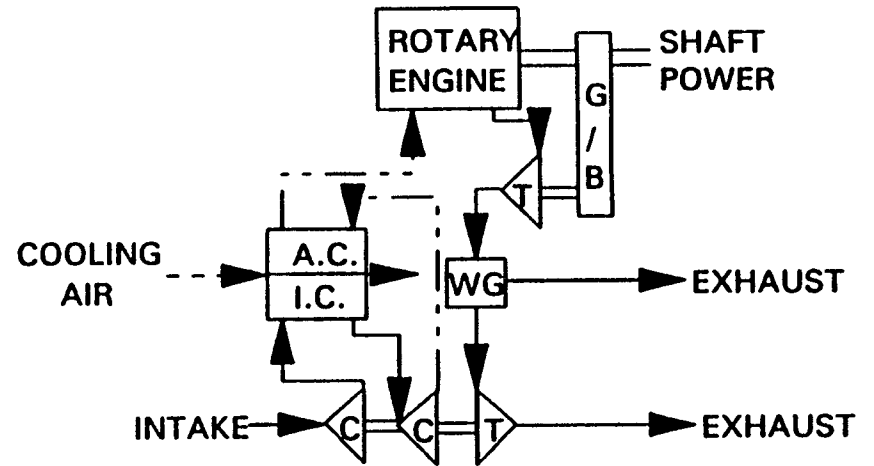 ROTARY
ENGINE
SHAFT
POWER
G
/
B
T
COOLING
AIR
A.C.
I.C.
WG
EXHAUST
INTAKE
C
C
T
EXHAUST